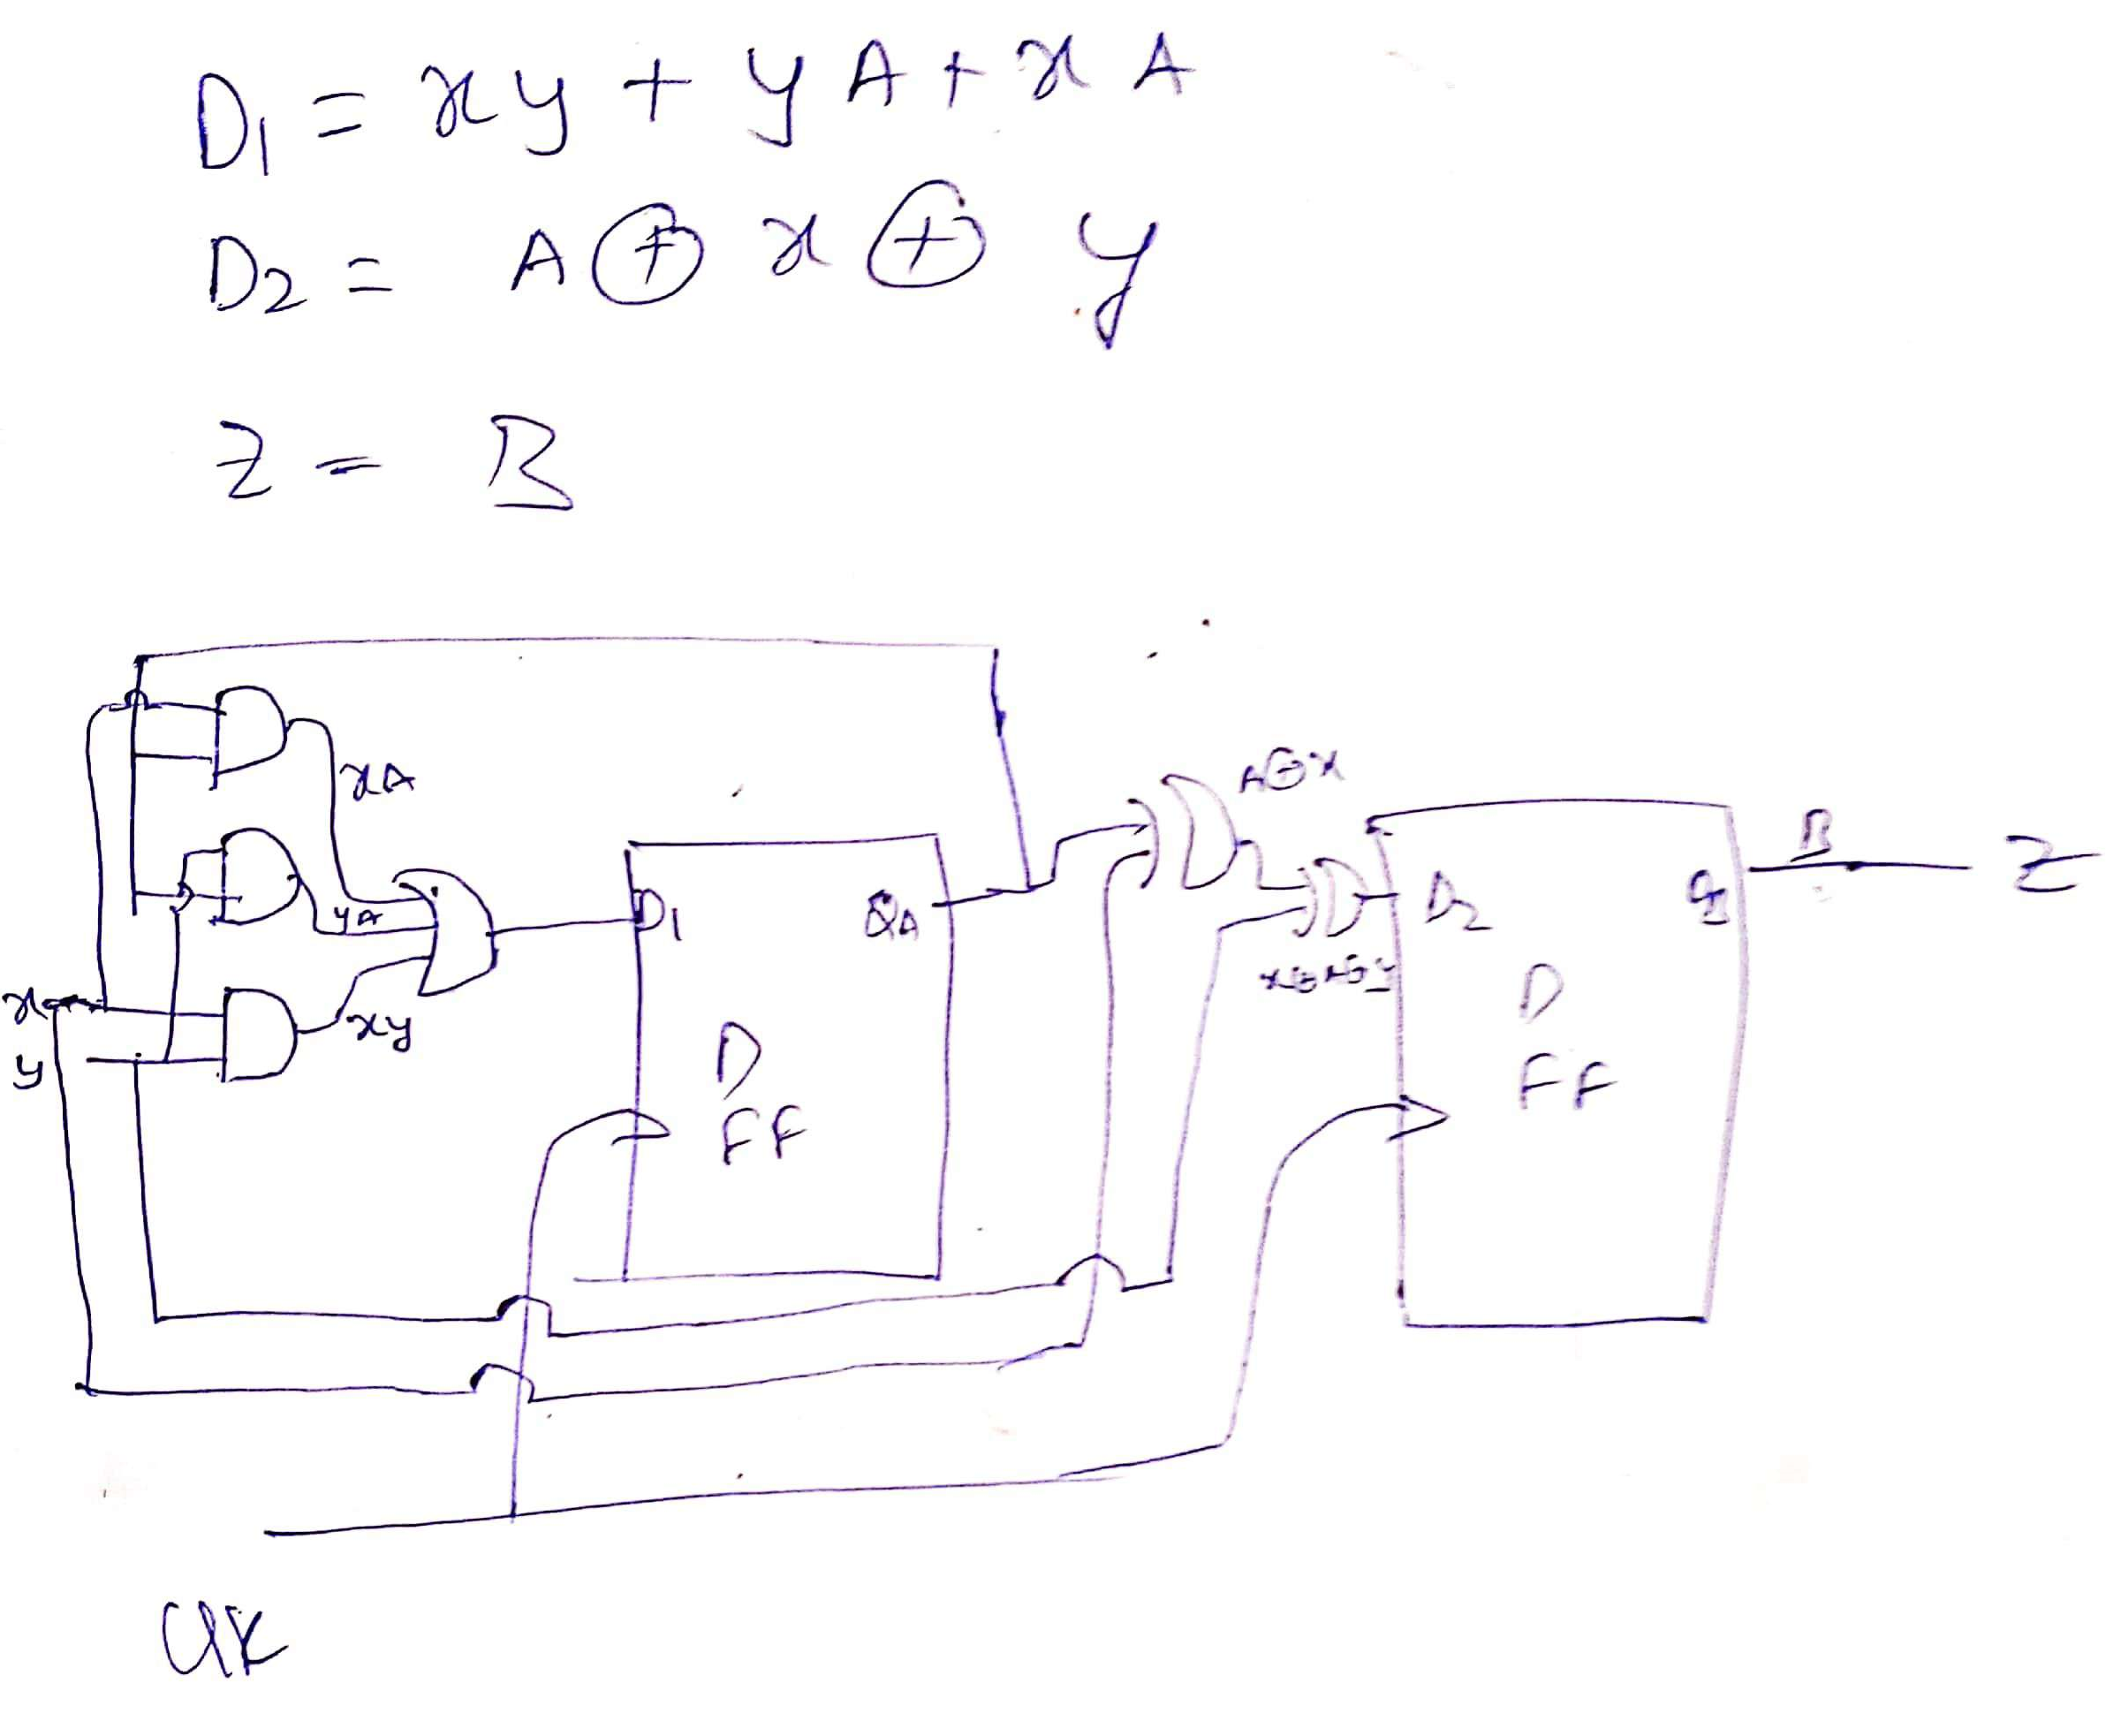 D1 = xy + yA + xA
D2 = A ⊕ x ⊕ y
Z = B
A⊕x
xA
B
Z
yA
D1
QA
D2
x⊕A⊕y
x
xy
y
D
FF
D
FF
clk